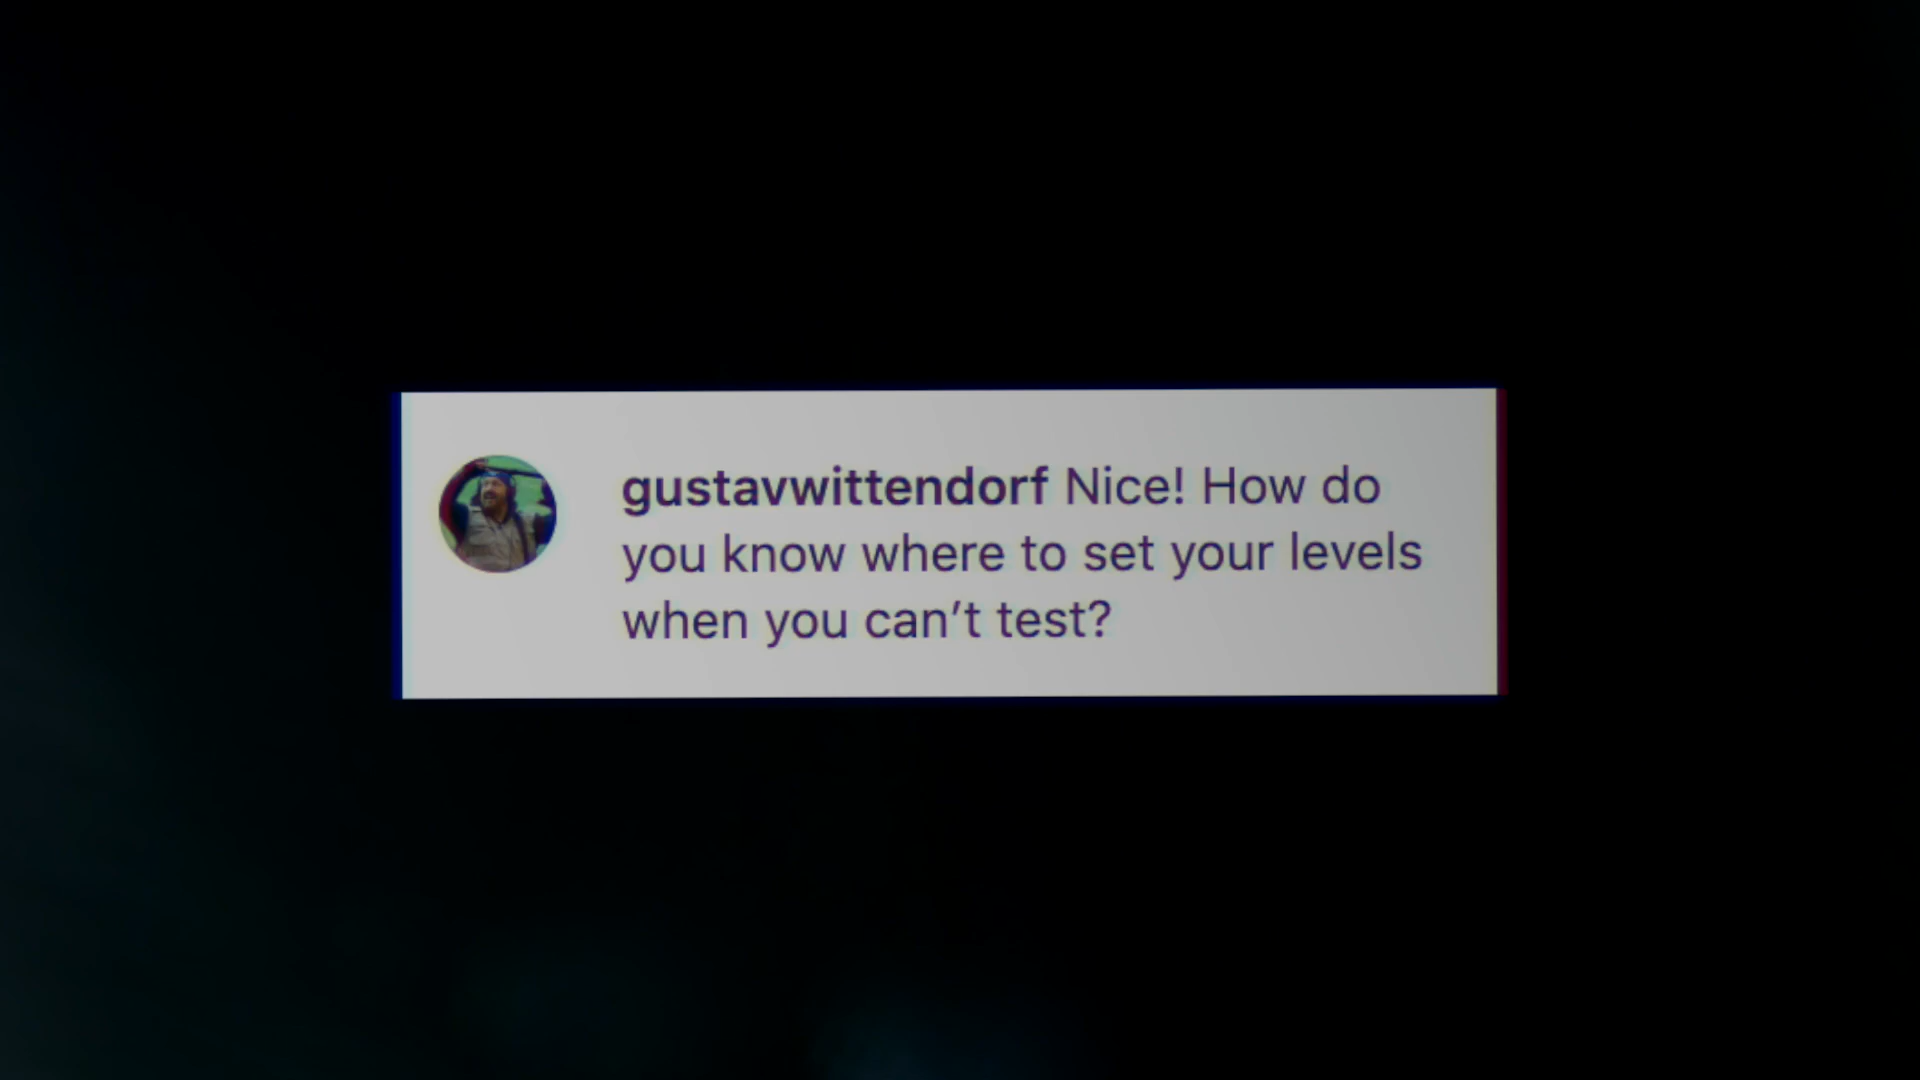 gustavwittendorf Nice! How do
you know where to set your levels
when you can’t test?